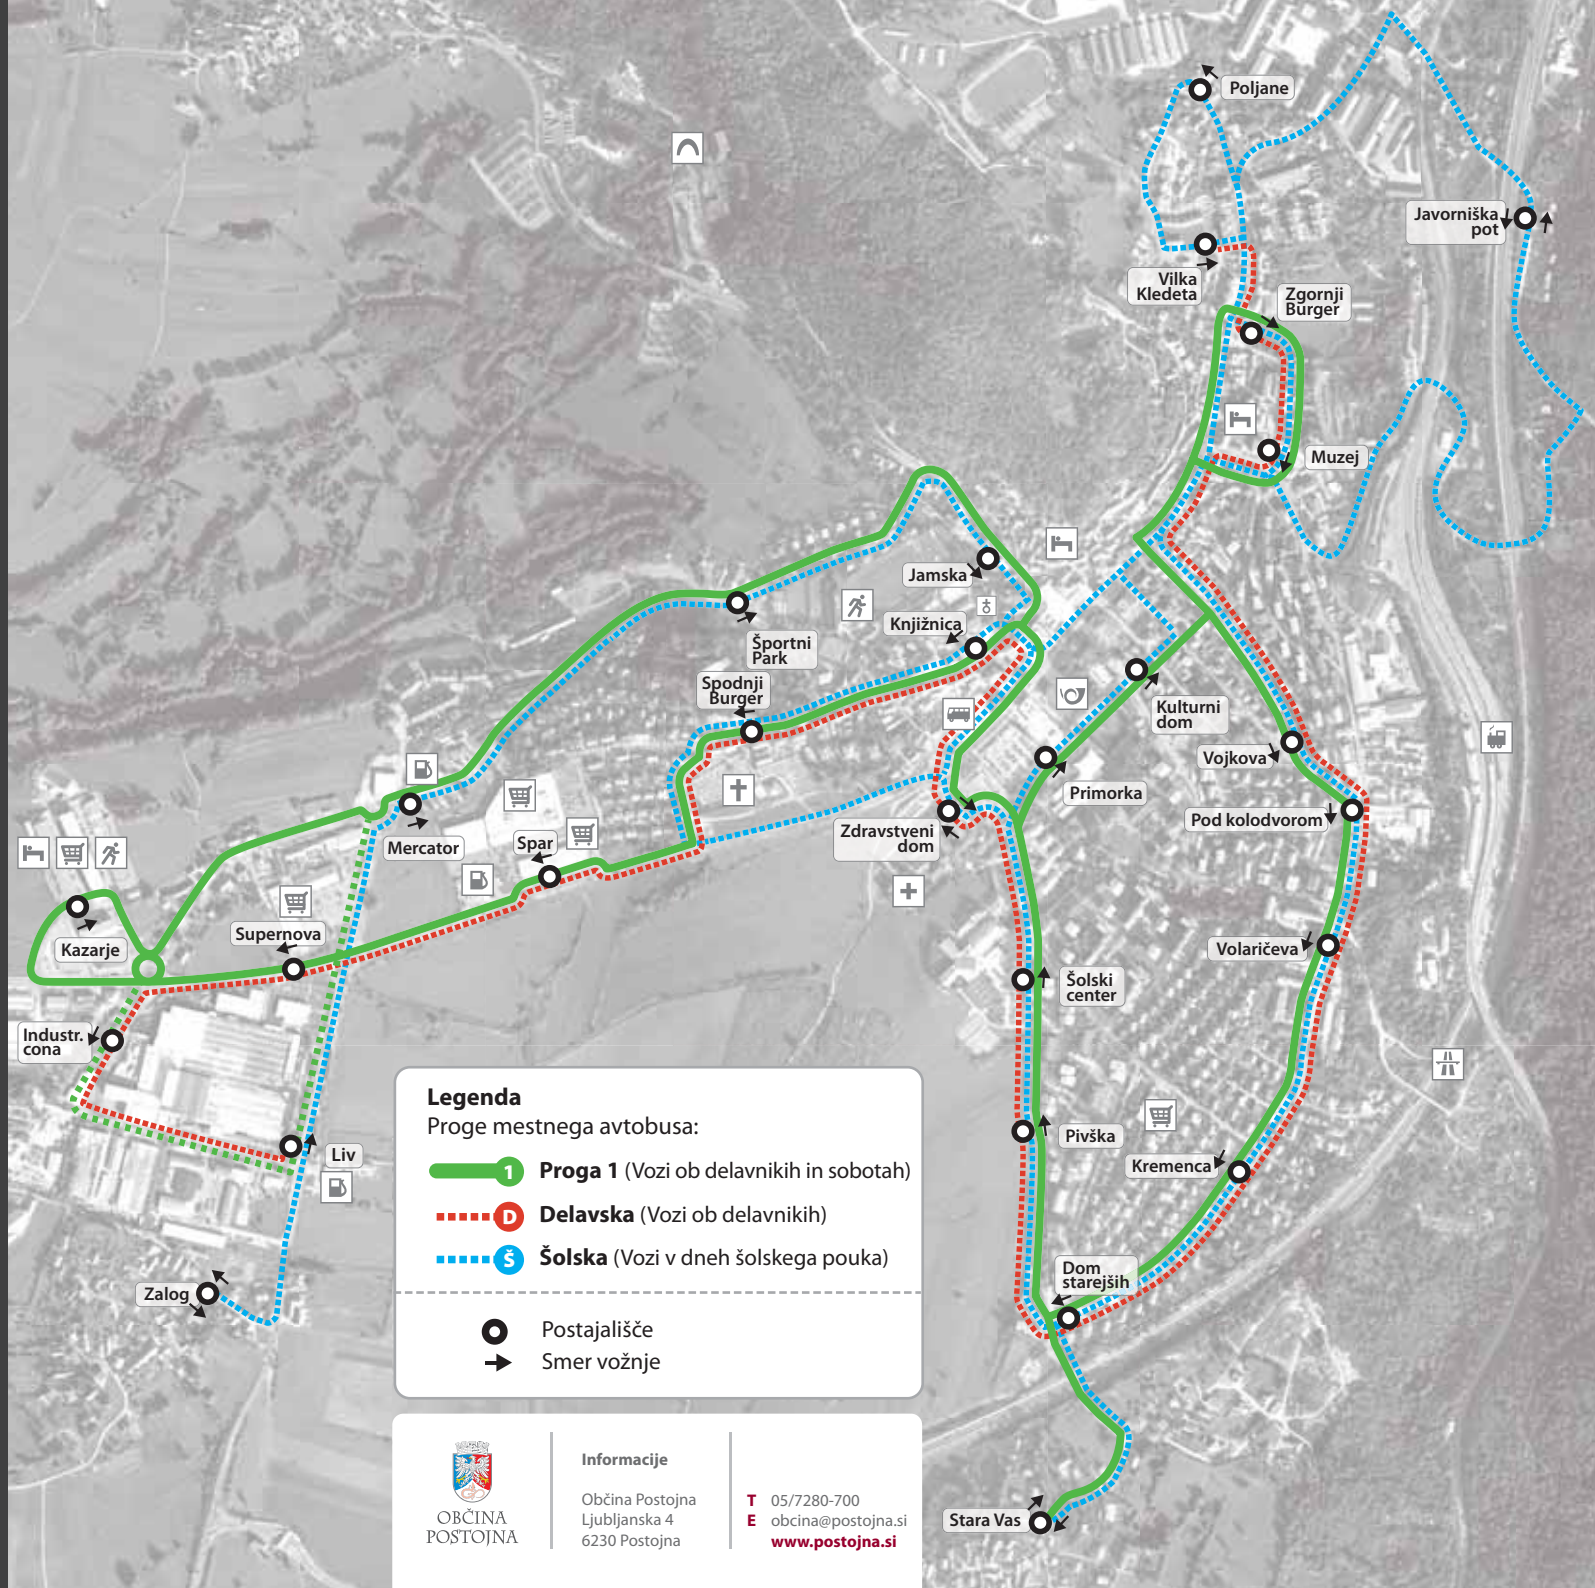 Poljane
Javorniška
pot
Vilka
Kledeta
Zgornji
Burger
Muzej
Jamska
Knjižnica
Športni
Park
Spodnji
Burger
Kulturni
dom
Vojkova
Primorka
Pod kolodvorom
Zdravstveni
dom
Mercator
Spar
Supernova
Kazarje
Volaričeva
Šolski
center
Industr.
cona
Liv
Pivška
Kremenca
Zalog
Dom
starejših
Stara Vas
Legenda
Proge mestnega avtobusa:
1 Proga 1 (Vozi ob delavnikih in sobotah)
D Delavska (Vozi ob delavnikih)
Š Šolska (Vozi v dneh šolskega pouka)
Postajališče
Smer vožnje
OBČINA
POSTOJNA
Informacije
Občina Postojna
Ljubljanska 4
6230 Postojna
T 05/7280-700
E obcina@postojna.si
www.postojna.si